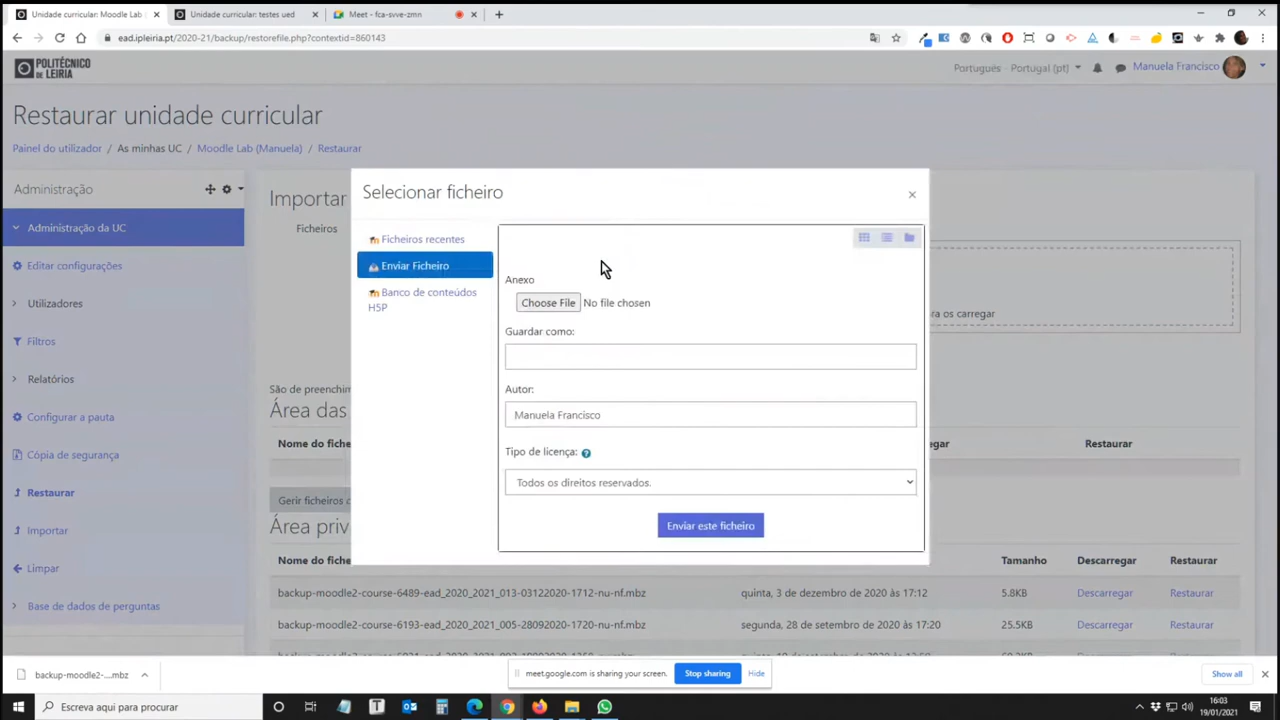 Unidade curricular: Moodle Lab
Unidade curricular: testes ued
Meet - fca-svve-zmn
ead.ipleiria.pt/2020-21/backup/restorefile.php?contextid=860143
POLITÉCNICO
DE LEIRIA
Português - Portugal (pt)
Manuela Francisco
Restaurar unidade curricular
Painel do utilizador / As minhas UC / Moodle Lab (Manuela) / Restaurar
Administração
Administração da UC
Editar configurações
Utilizadores
Filtros
Relatórios
Configurar a pauta
Cópia de segurança
Restaurar
Importar
Limpar
Base de dados de perguntas
Importar
Ficheiros
Selecionar ficheiro
Ficheiros recentes
Enviar Ficheiro
Banco de conteúdos
H5P
Anexo
Choose File No file chosen
Guardar como:
Autor:
Manuela Francisco
Tipo de licença:
Todos os direitos reservados.
Enviar este ficheiro
os carregar
São de preenchim
Área das
Nome do fiche
egar
Restaurar
Gerir ficheiros
Área priv
Nome do fiche
Tamanho
Descarregar
Restaurar
backup-moodle2-course-6489-ead_2020_2021_013-03122020-1712-nu-nf.mbz
quinta, 3 de dezembro de 2020 às 17:12
5.8KB
Descarregar
Restaurar
backup-moodle2-course-6193-ead_2020_2021_005-28092020-1720-nu-nf.mbz
segunda, 28 de setembro de 2020 às 17:20
25.5KB
Descarregar
Restaurar
backup-moodle2-....mbz
meet.google.com is sharing your screen.
Stop sharing
Hide
Show all
Escreva aqui para procurar
16:03
19/01/2021